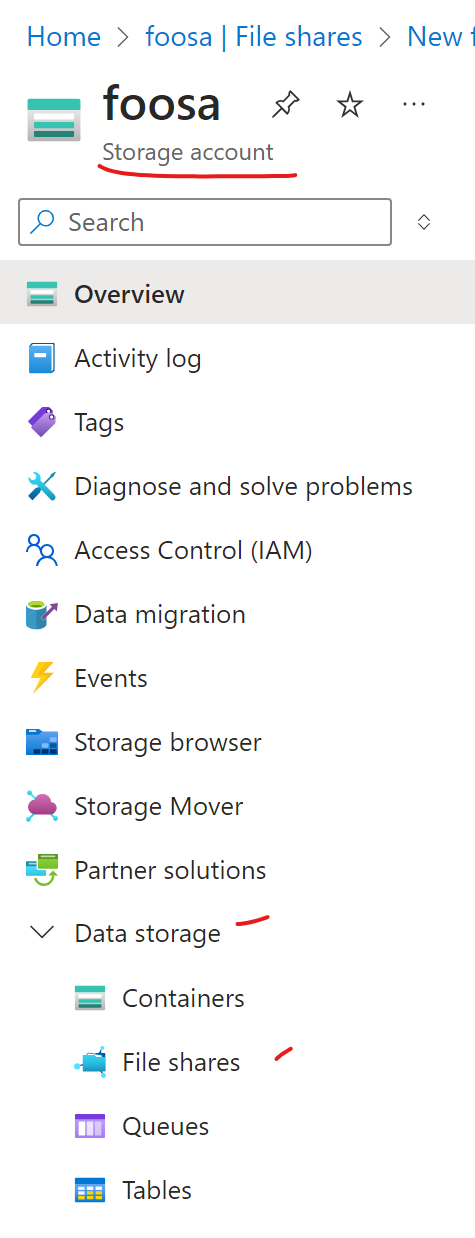 Home > foosa | File shares > New
foosa
Storage account
Search
Overview
Activity log
Tags
Diagnose and solve problems
Access Control (IAM)
Data migration
Events
Storage browser
Storage Mover
Partner solutions
Data storage
Containers
File shares
Queues
Tables